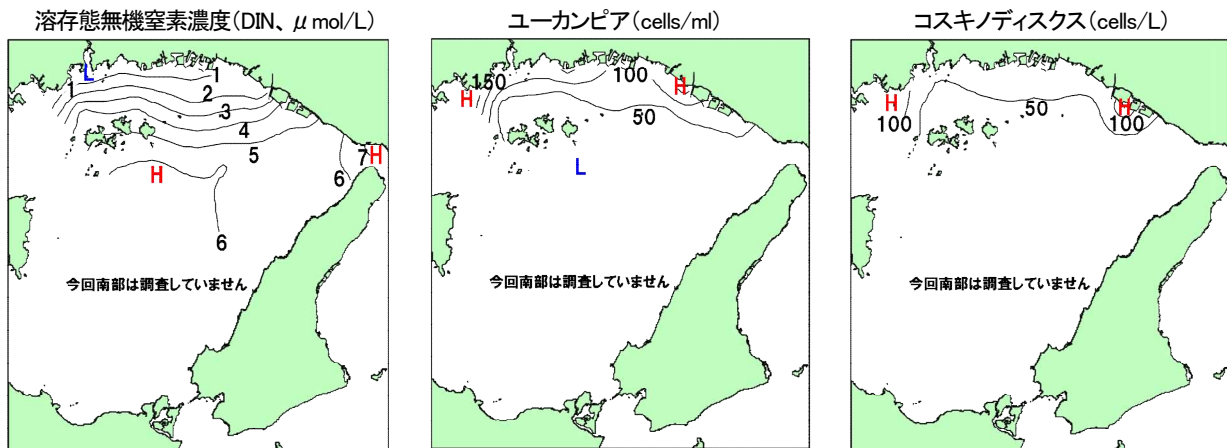 溶存態無機窒素濃度(DIN、μmol/L)
L
1
1
2
3
4
5
H
7
H
6
6
今回南部は調査していません
ユーカンピア(cells/ml)
150
100
H
H
50
L
今回南部は調査していません
コスキノディスクス(cells/L)
H
100
50
H
100
今回南部は調査していません